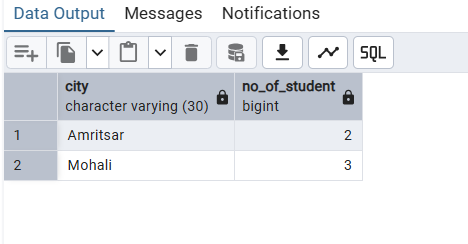 Data Output Messages Notifications
SQL
city no_of_student
character varying (30) bigint
1 Amritsar 2
2 Mohali 3